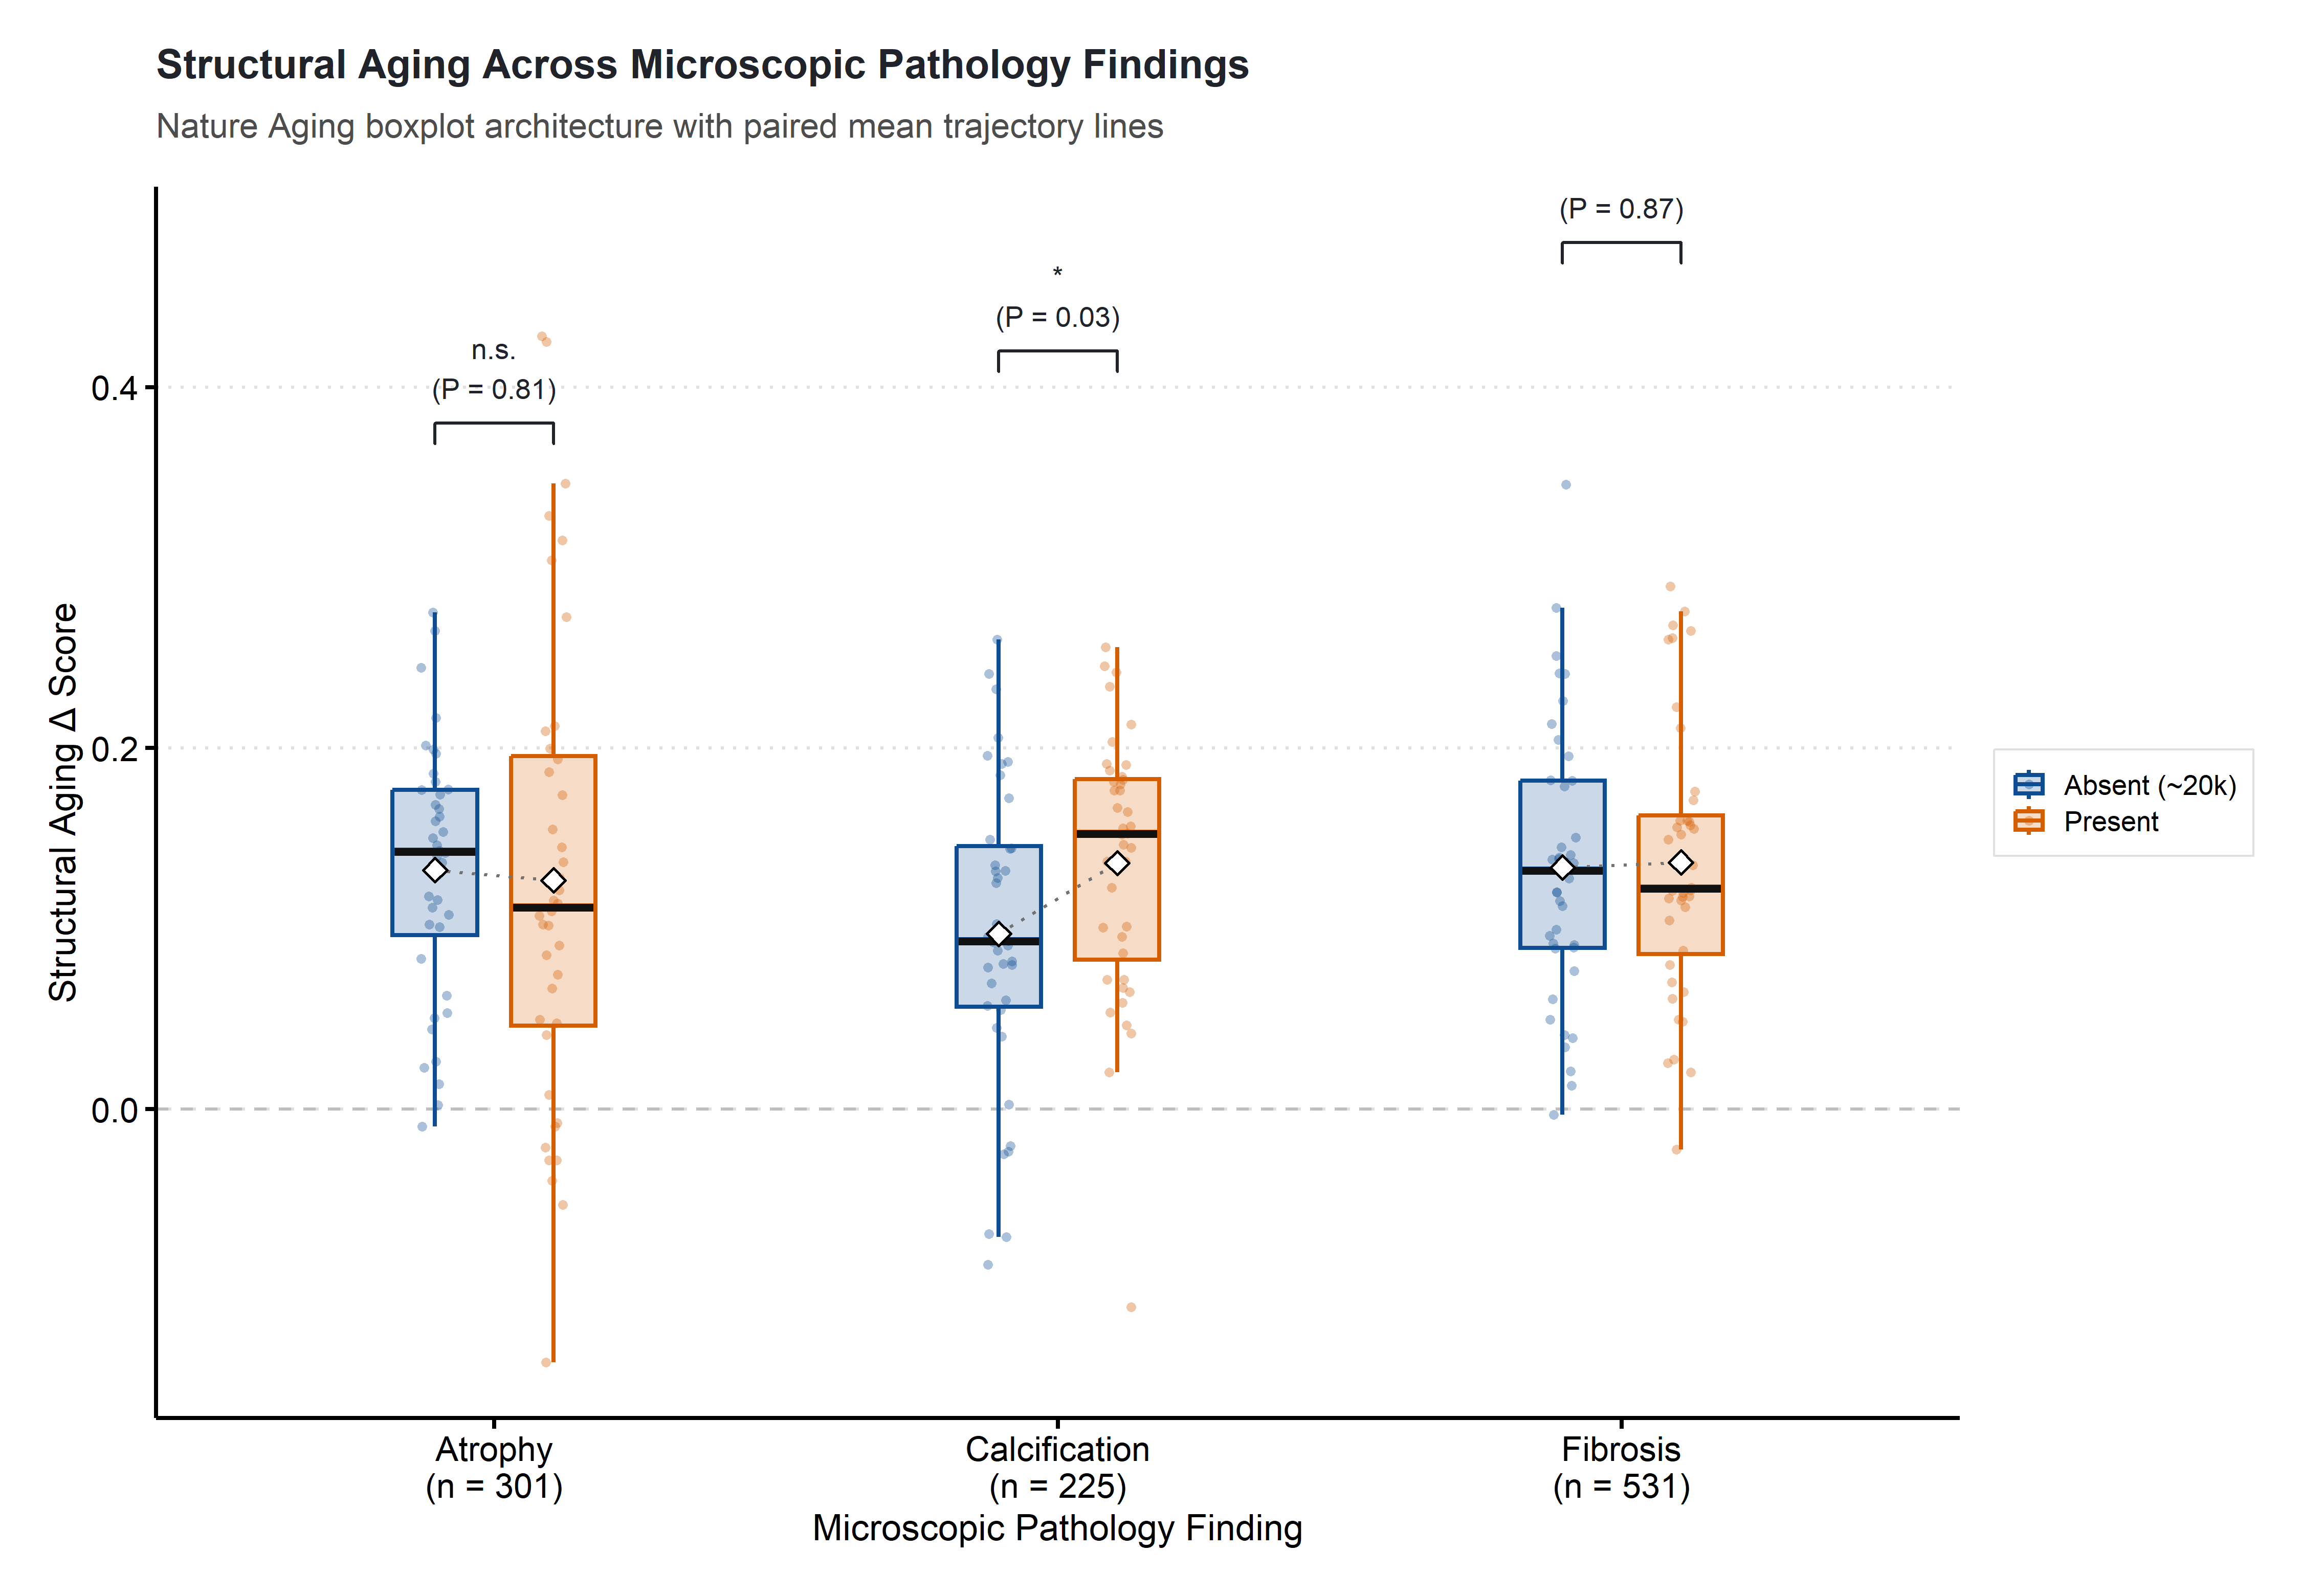 Structural Aging Across Microscopic Pathology Findings
Nature Aging boxplot architecture with paired mean trajectory lines
(P = 0.87)
*
(P = 0.03)
n.s.
(P = 0.81)
0.4
0.2
0.0
Structural Aging Δ Score
Absent (~20k)
Present
Atrophy
(n = 301)
Calcification
(n = 225)
Fibrosis
(n = 531)
Microscopic Pathology Finding